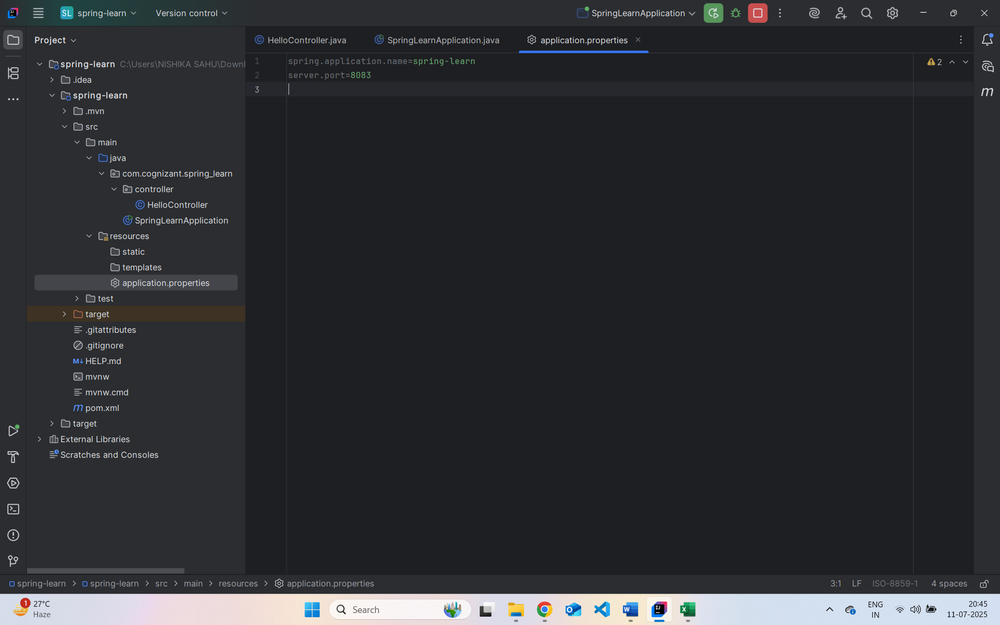 SL spring-learn Version control SpringLearnApplication
Project HelloController.java SpringLearnApplication.java application.properties
spring-learn C:\Users\NISHIKA SAHU\Downl
.idea
spring-learn
.mvn
src
main
java
com.cognizant.spring_learn
controller
HelloController
SpringLearnApplication
resources
static
templates
application.properties
test
target
.gitattributes
.gitignore
M↓ HELP.md
mvnw
mvnw.cmd
m pom.xml
target
External Libraries
Scratches and Consoles
1 spring.application.name=spring-learn
2 server.port=8083
3
2
m
spring-learn > spring-learn > src > main > resources > application.properties 3:1 LF ISO-8859-1 4 spaces
1 27°C
Haze
Search
ENG
IN
20:45
11-07-2025